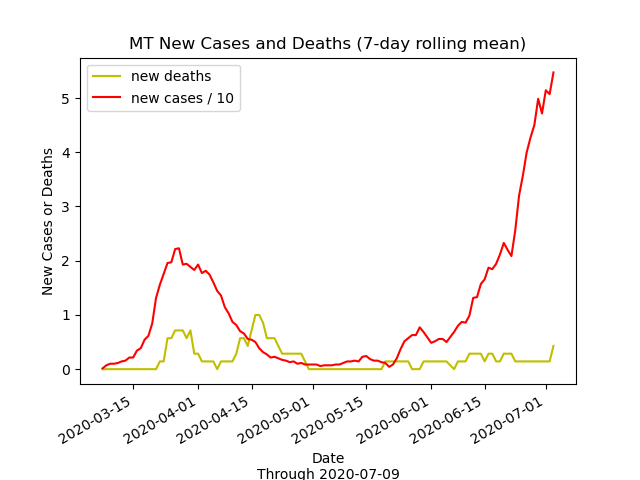 MT New Cases and Deaths (7-day rolling mean)
new deaths
new cases / 10
New Cases or Deaths
5
4
3
2
1
0
2020-03-15
2020-04-01
2020-04-15
2020-05-01
2020-05-15
2020-06-01
2020-06-15
2020-07-01
Date
Through 2020-07-09